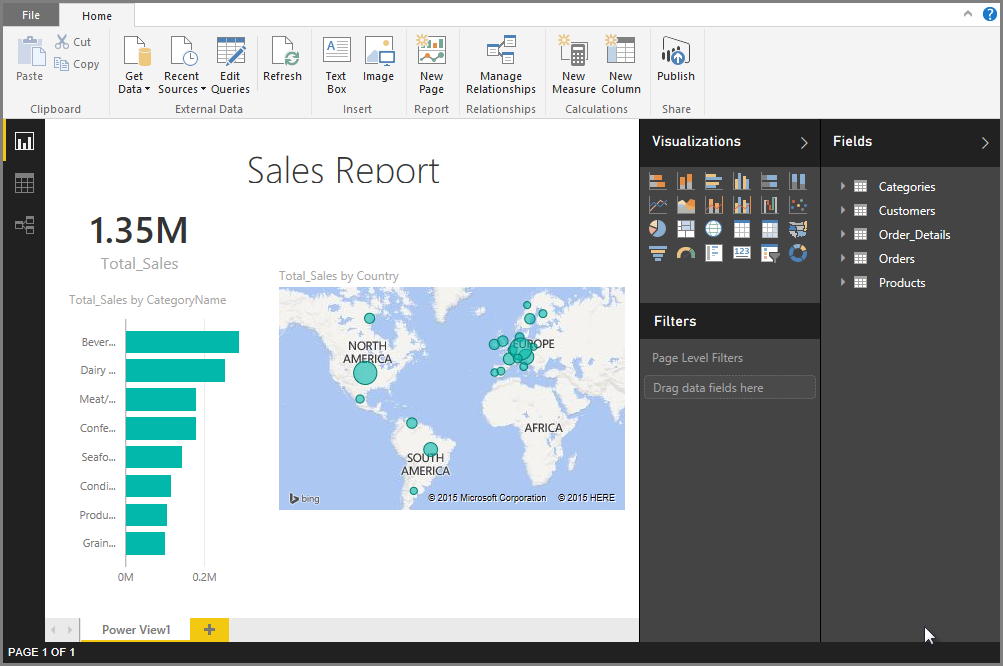 File
Home
?
Paste
Cut
Copy
Get Data
Recent Sources
Edit Queries
Refresh
Text Box
Image
New Page
Manage Relationships
New Measure
New Column
Publish
Clipboard
External Data
Insert
Report
Relationships
Calculations
Share
Sales Report
1.35M
Total_Sales
Total_Sales by CategoryName
Bever...
Dairy ...
Meat/...
Confe...
Seafo...
Condi...
Produ...
Grain...
0M
0.2M
Total_Sales by Country
NORTH
AMERICA
EUROPE
AFRICA
SOUTH
AMERICA
bing
© 2015 Microsoft Corporation
© 2015 HERE
Visualizations
123
Filters
Page Level Filters
Drag data fields here
Fields
Categories
Customers
Order_Details
Orders
Products
Power View1
+
PAGE 1 OF 1